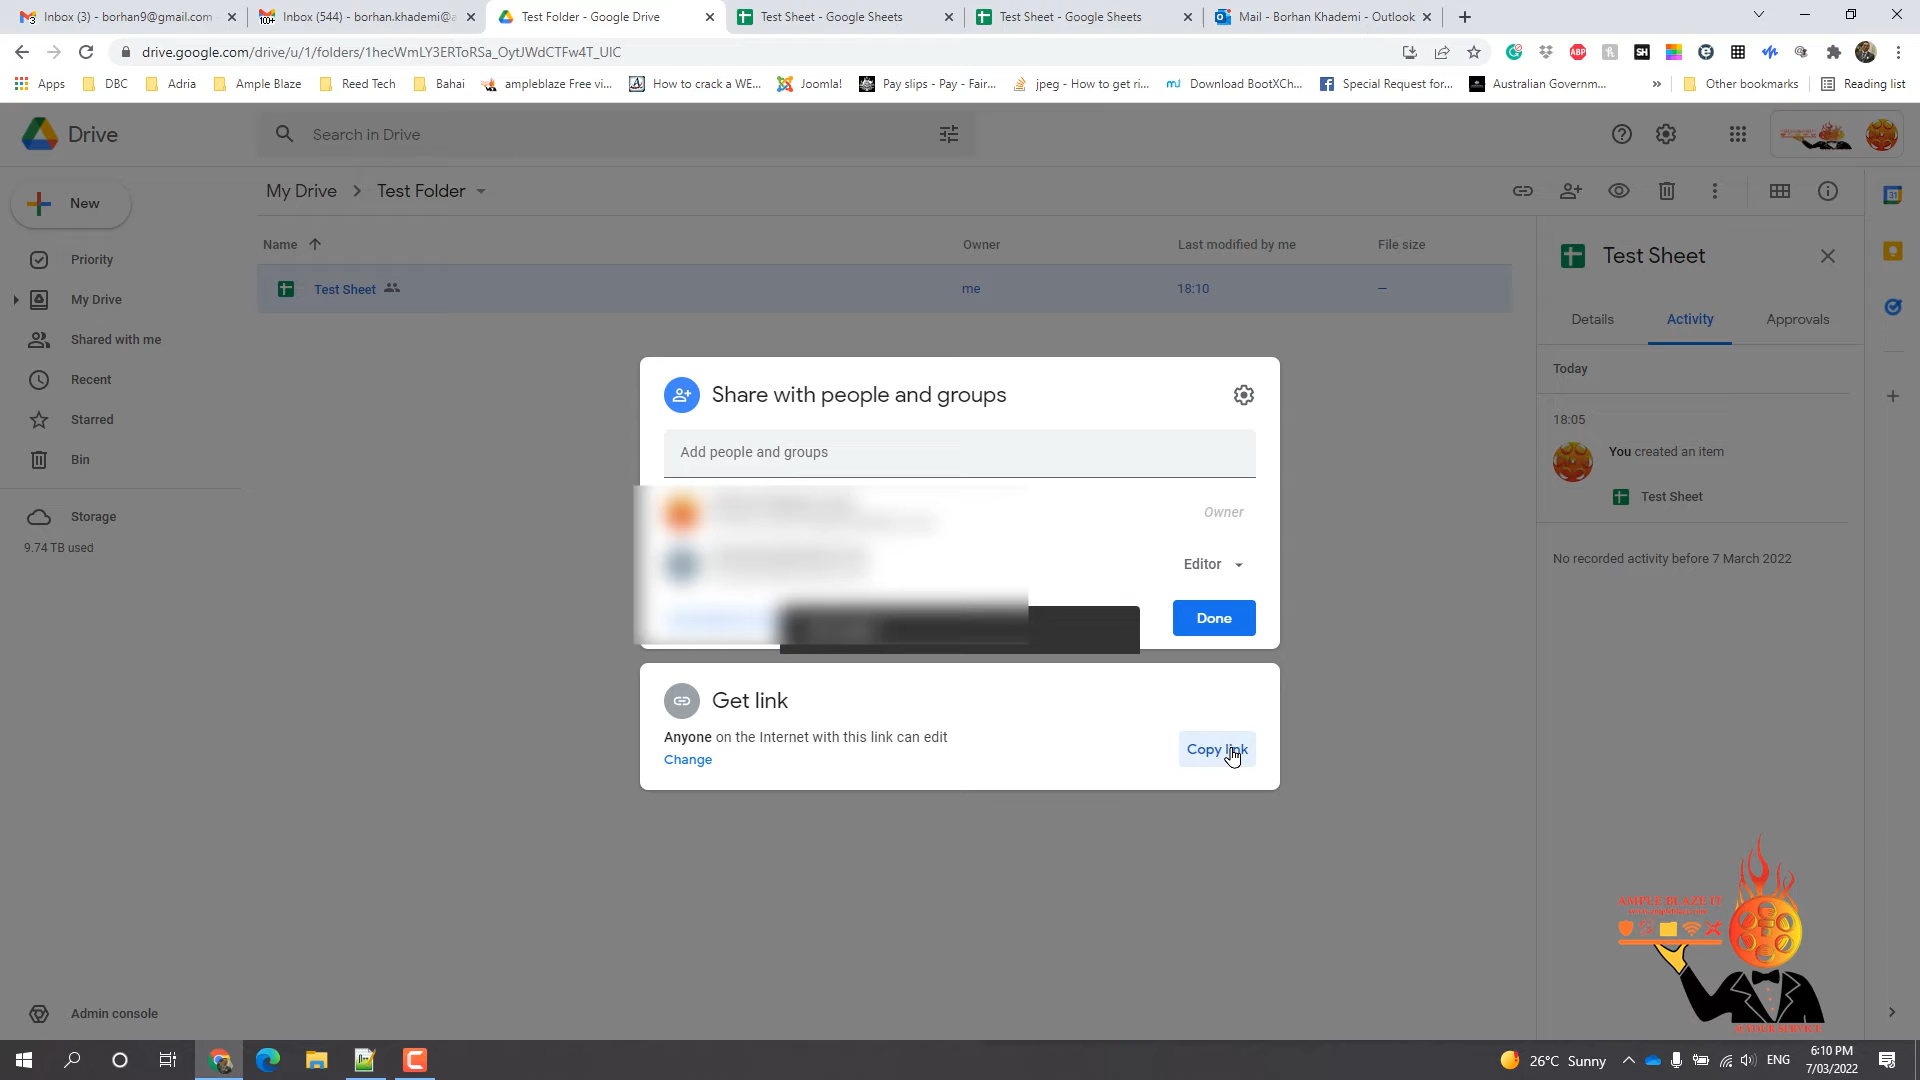 Inbox (3) - borhan9@gmail.com
Inbox (544) - borhan.khademi@a
Test Folder - Google Drive
Test Sheet - Google Sheets
Test Sheet - Google Sheets
Mail - Borhan Khademi - Outlook
drive.google.com/drive/u/1/folders/1hecWmLY3ERToRSa_OytJWdCTFw4T_UIC
Apps
DBC
Adria
Ample Blaze
Reed Tech
Bahai
ampleblaze Free vi...
How to crack a WE...
Joomla!
Pay slips - Pay - Fair...
jpeg - How to get ri...
Download BootXCh...
Special Request for...
Australian Governm...
Other bookmarks
Reading list
Drive
Search in Drive
New
My Drive > Test Folder
Priority
My Drive
Shared with me
Recent
Starred
Bin
Storage
9.74 TB used
Admin console
Name
Owner
Last modified by me
File size
Test Sheet
me
18:10
—
Share with people and groups
Add people and groups
Owner
Editor
Done
Get link
Anyone on the Internet with this link can edit
Change
Copy link
Test Sheet
Details
Activity
Approvals
Today
18:05
You created an item
Test Sheet
No recorded activity before 7 March 2022
AMPLE BLAZE IT
@ YOUR SERVICE
26°C Sunny
ENG
6:10 PM
7/03/2022